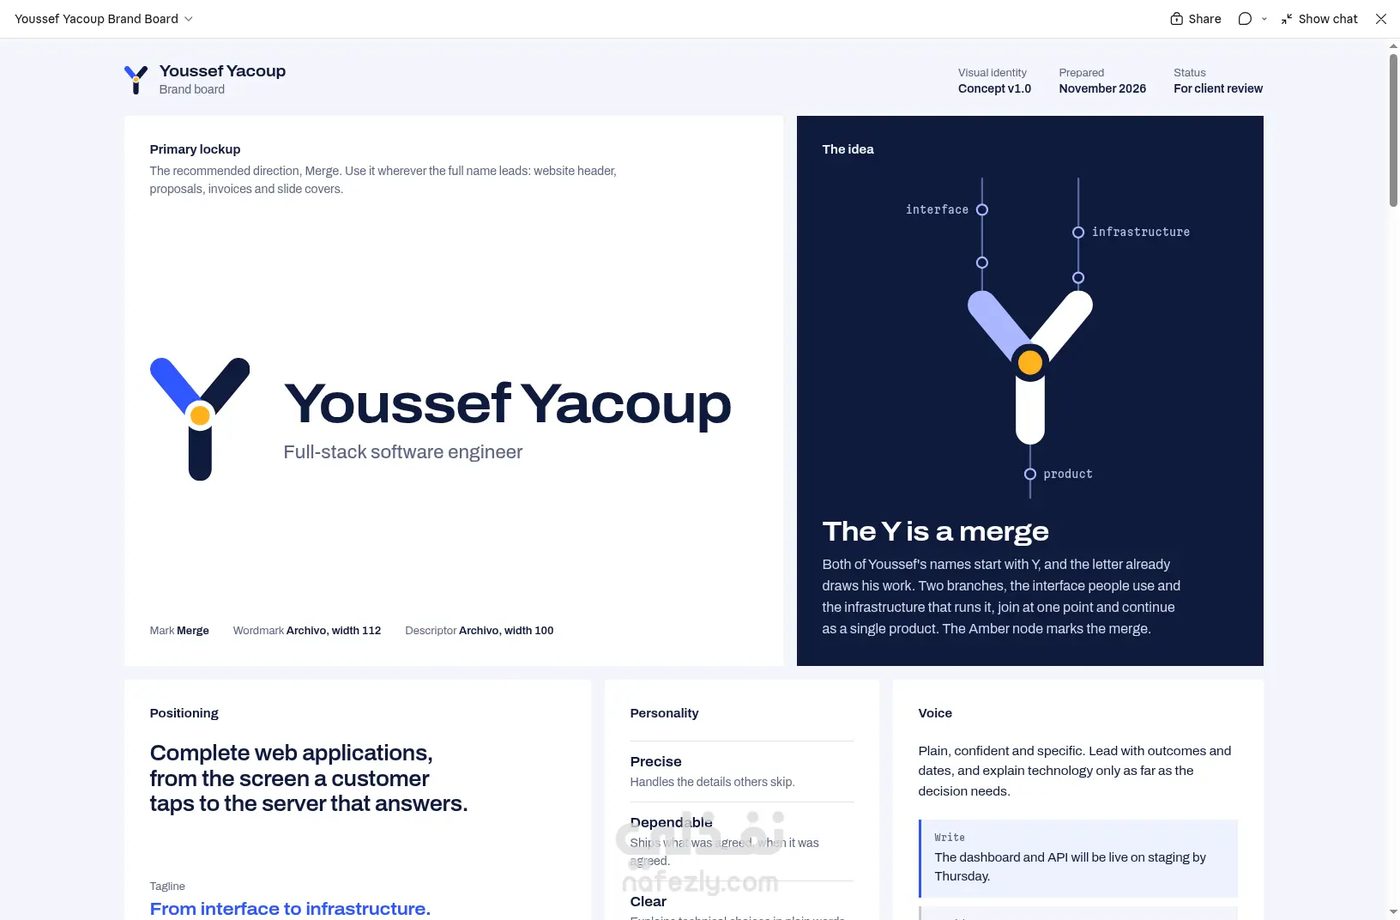 Youssef Yacoup Brand Board
Share
Show chat
Youssef Yacoup
Brand board
Visual identity
Concept v1.0
Prepared
November 2026
Status
For client review
Primary lockup
The recommended direction, Merge. Use it wherever the full name leads: website header,
proposals, invoices and slide covers.
Youssef Yacoup
Full-stack software engineer
Mark Merge
Wordmark Archivo, width 112
Descriptor Archivo, width 100
The idea
interface
infrastructure
product
The Y is a merge
Both of Youssef's names start with Y, and the letter already
draws his work. Two branches, the interface people use and
the infrastructure that runs it, join at one point and continue
as a single product. The Amber node marks the merge.
Positioning
Complete web applications,
from the screen a customer
taps to the server that answers.
Tagline
From interface to infrastructure.
Personality
Precise
Handles the details others skip.
Dependable
Ships what was agreed, when it was
agreed.
Clear
نفذلي
nafezly.com
Voice
Plain, confident and specific. Lead with outcomes and
dates, and explain technology only as far as the
decision needs.
Write
The dashboard and API will be live on staging by
Thursday.